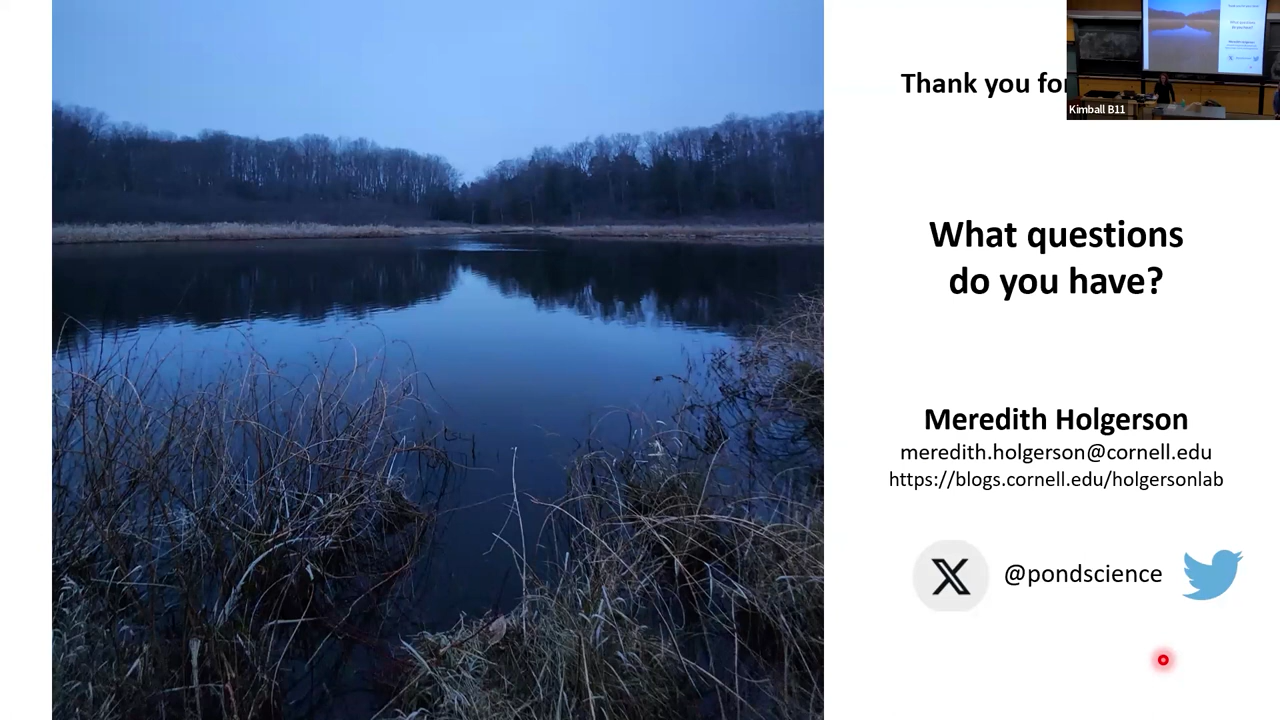 Thank you for
Kimball B11
What questions
do you have?
Meredith Holgerson
meredith.holgerson@cornell.edu
https://blogs.cornell.edu/holgersonlab
X
@pondscience